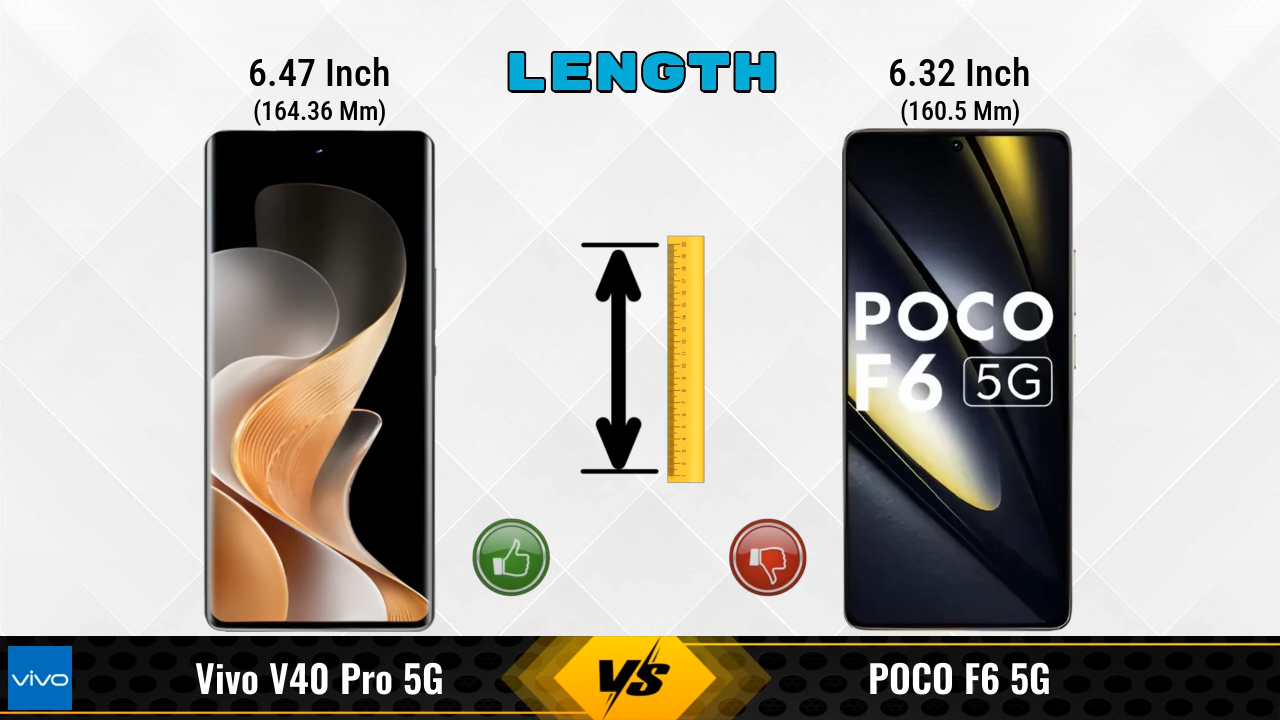 LENGTH
6.47 Inch
(164.36 Mm)
6.32 Inch
(160.5 Mm)
POCO
F6 5G
vivo
Vivo V40 Pro 5G
VS
POCO F6 5G